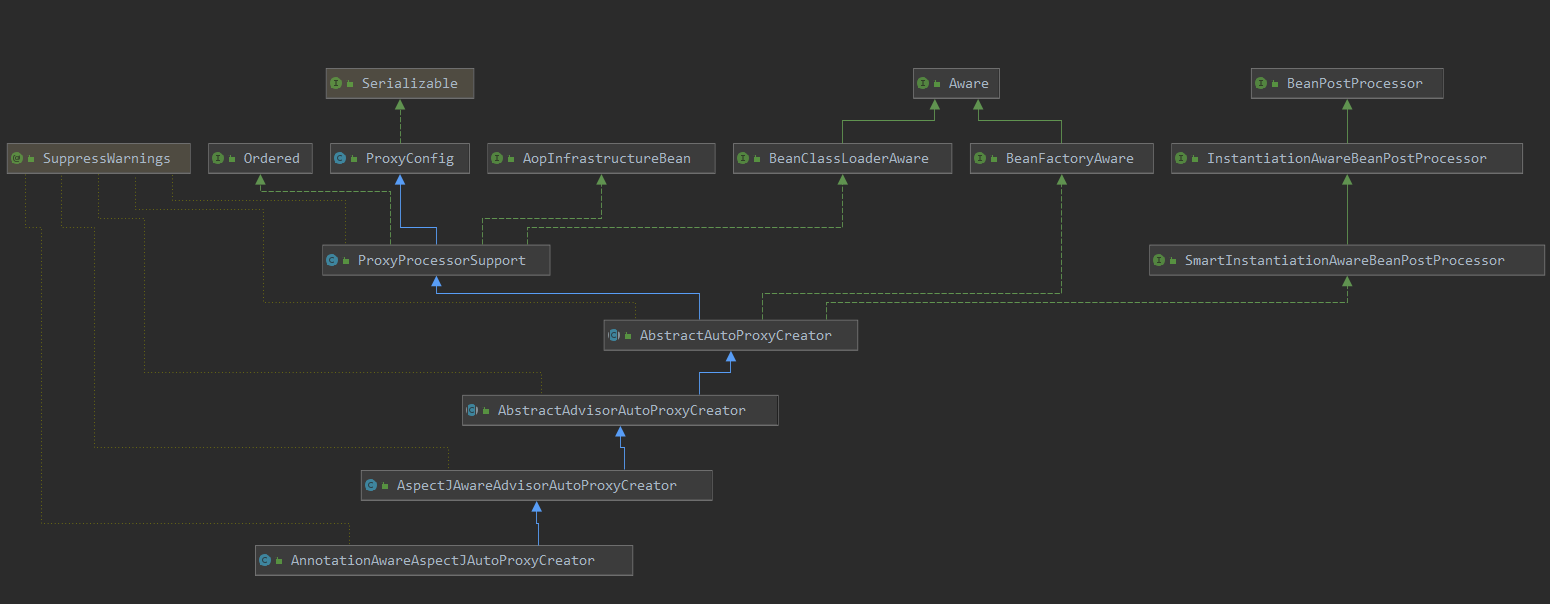 Serializable
Aware
BeanPostProcessor
SuppressWarnings
Ordered
ProxyConfig
AopInfrastructureBean
BeanClassLoaderAware
BeanFactoryAware
InstantiationAwareBeanPostProcessor
ProxyProcessorSupport
SmartInstantiationAwareBeanPostProcessor
AbstractAutoProxyCreator
AbstractAdvisorAutoProxyCreator
AspectJAwareAdvisorAutoProxyCreator
AnnotationAwareAspectJAutoProxyCreator